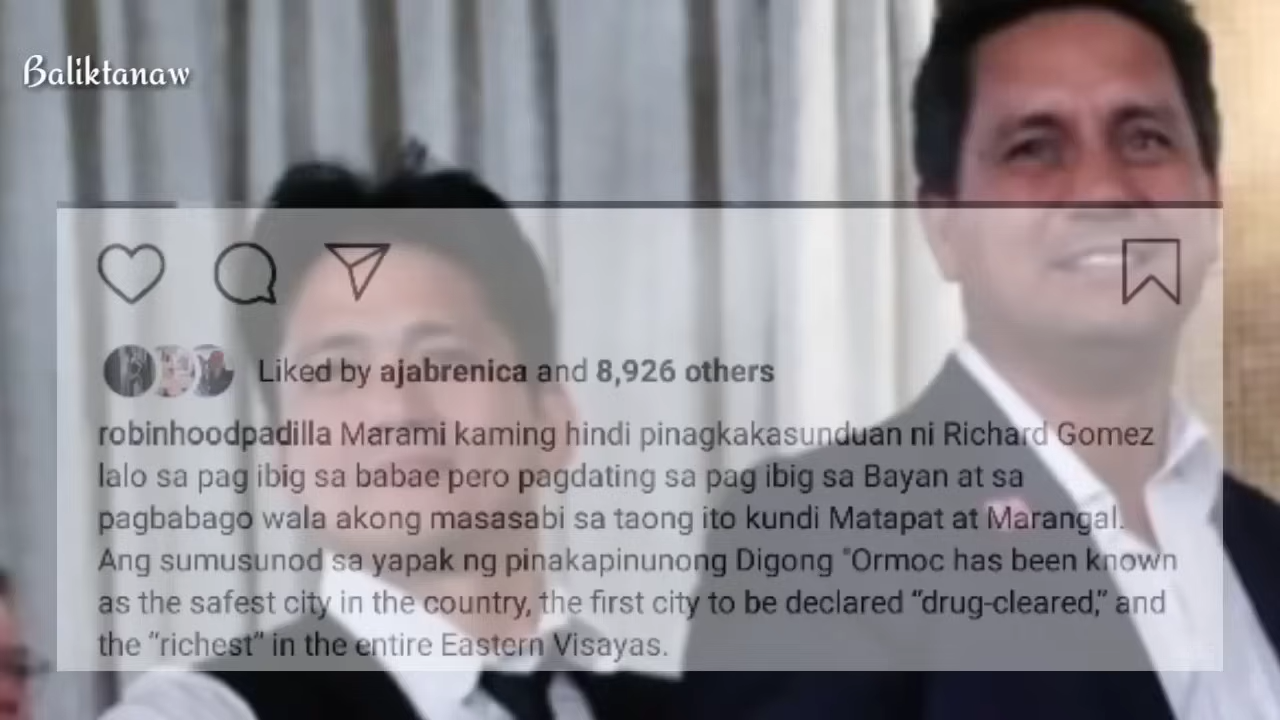 Baliktanaw
Liked by ajabrenica and 8,926 others
robinhoodpadilla Marami kaming hindi pinagkakasunduan ni Richard Gomez
lalo sa pag ibig sa babae pero pagdating sa pag ibig sa Bayan at sa
pagbabago wala akong masasabi sa taong ito kundi Matapat at Marangal.
Ang sumusunod sa yapak ng pinakapinunong Digong "Ormoc has been known
as the safest city in the country, the first city to be declared “drug-cleared,” and
the “richest” in the entire Eastern Visayas.